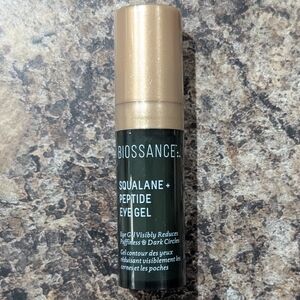 BIOSSANCE
SQUALANE +
PEPTIDE
EYE GEL
Eye Gel Visibly Reduces
Puffiness & Dark Circles
Gel contour des yeux
réduisant visiblement les
cernes et les poches